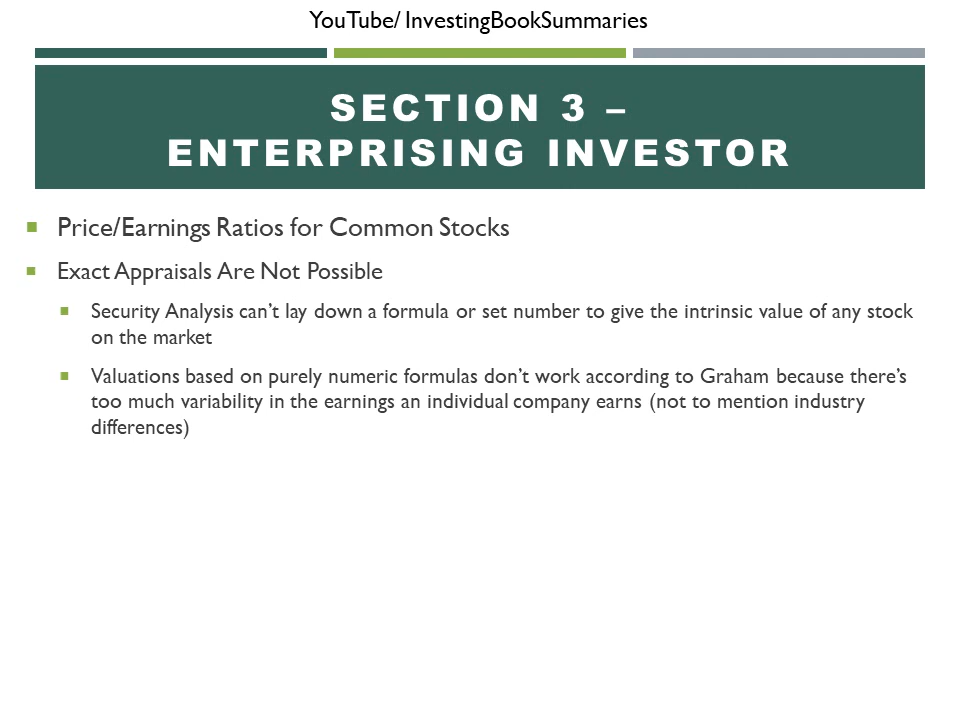 YouTube/ InvestingBookSummaries
SECTION 3 –
ENTERPRISING INVESTOR
Price/Earnings Ratios for Common Stocks
Exact Appraisals Are Not Possible
Security Analysis can’t lay down a formula or set number to give the intrinsic value of any stock
on the market
Valuations based on purely numeric formulas don’t work according to Graham because there’s
too much variability in the earnings an individual company earns (not to mention industry
differences)